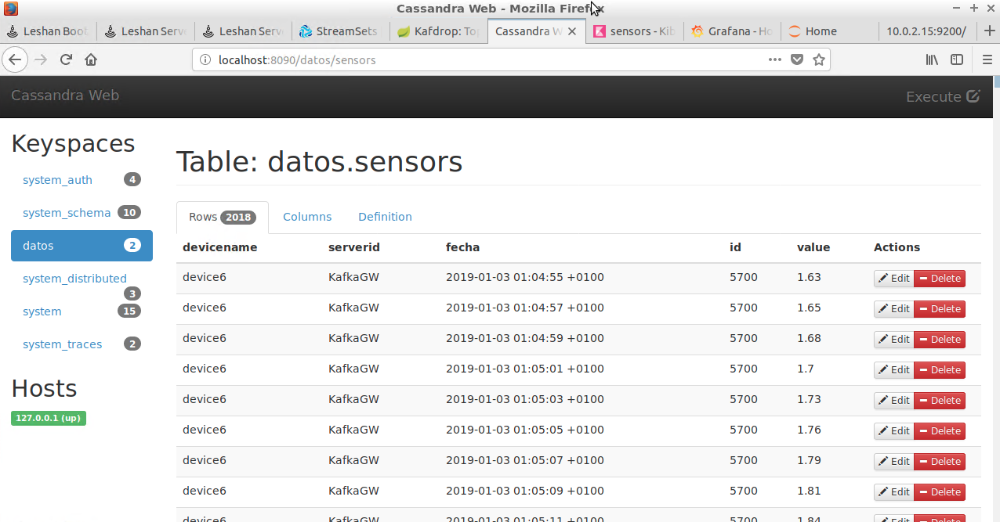 Cassandra Web - Mozilla Firefox
Leshan Boot Leshan Serv Leshan Serv StreamSets Kafdrop: Top Cassandra W sensors - Kib Grafana - Ho Home 10.0.2.15:9200/
localhost:8090/datos/sensors
Cassandra Web Execute
Keyspaces
system_auth 4
system_schema 10
datos 2
system_distributed
3
system 15
system_traces 2
Hosts
127.0.0.1 (up)
Table: datos.sensors
Rows 2018 Columns Definition
devicename serverid fecha id value Actions
device6 KafkaGW 2019-01-03 01:04:55 +0100 5700 1.63 Edit Delete
device6 KafkaGW 2019-01-03 01:04:57 +0100 5700 1.65 Edit Delete
device6 KafkaGW 2019-01-03 01:04:59 +0100 5700 1.68 Edit Delete
device6 KafkaGW 2019-01-03 01:05:01 +0100 5700 1.7 Edit Delete
device6 KafkaGW 2019-01-03 01:05:03 +0100 5700 1.73 Edit Delete
device6 KafkaGW 2019-01-03 01:05:05 +0100 5700 1.76 Edit Delete
device6 KafkaGW 2019-01-03 01:05:07 +0100 5700 1.79 Edit Delete
device6 KafkaGW 2019-01-03 01:05:09 +0100 5700 1.81 Edit Delete
device6 KafkaGW 2019-01-03 01:05:11 +0100 5700 1.84 Edit Delete